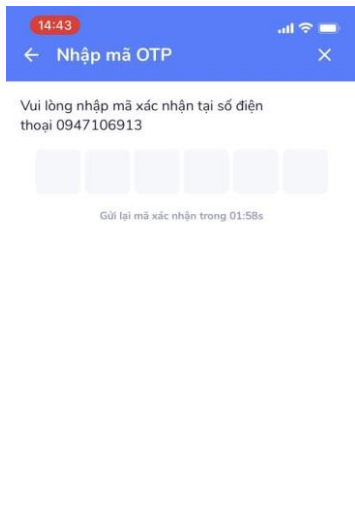 14:43
Nhập mã OTP
Vui lòng nhập mã xác nhận tại số điện
thoại 0947106913
Gửi lại mã xác nhận trong 01:58s